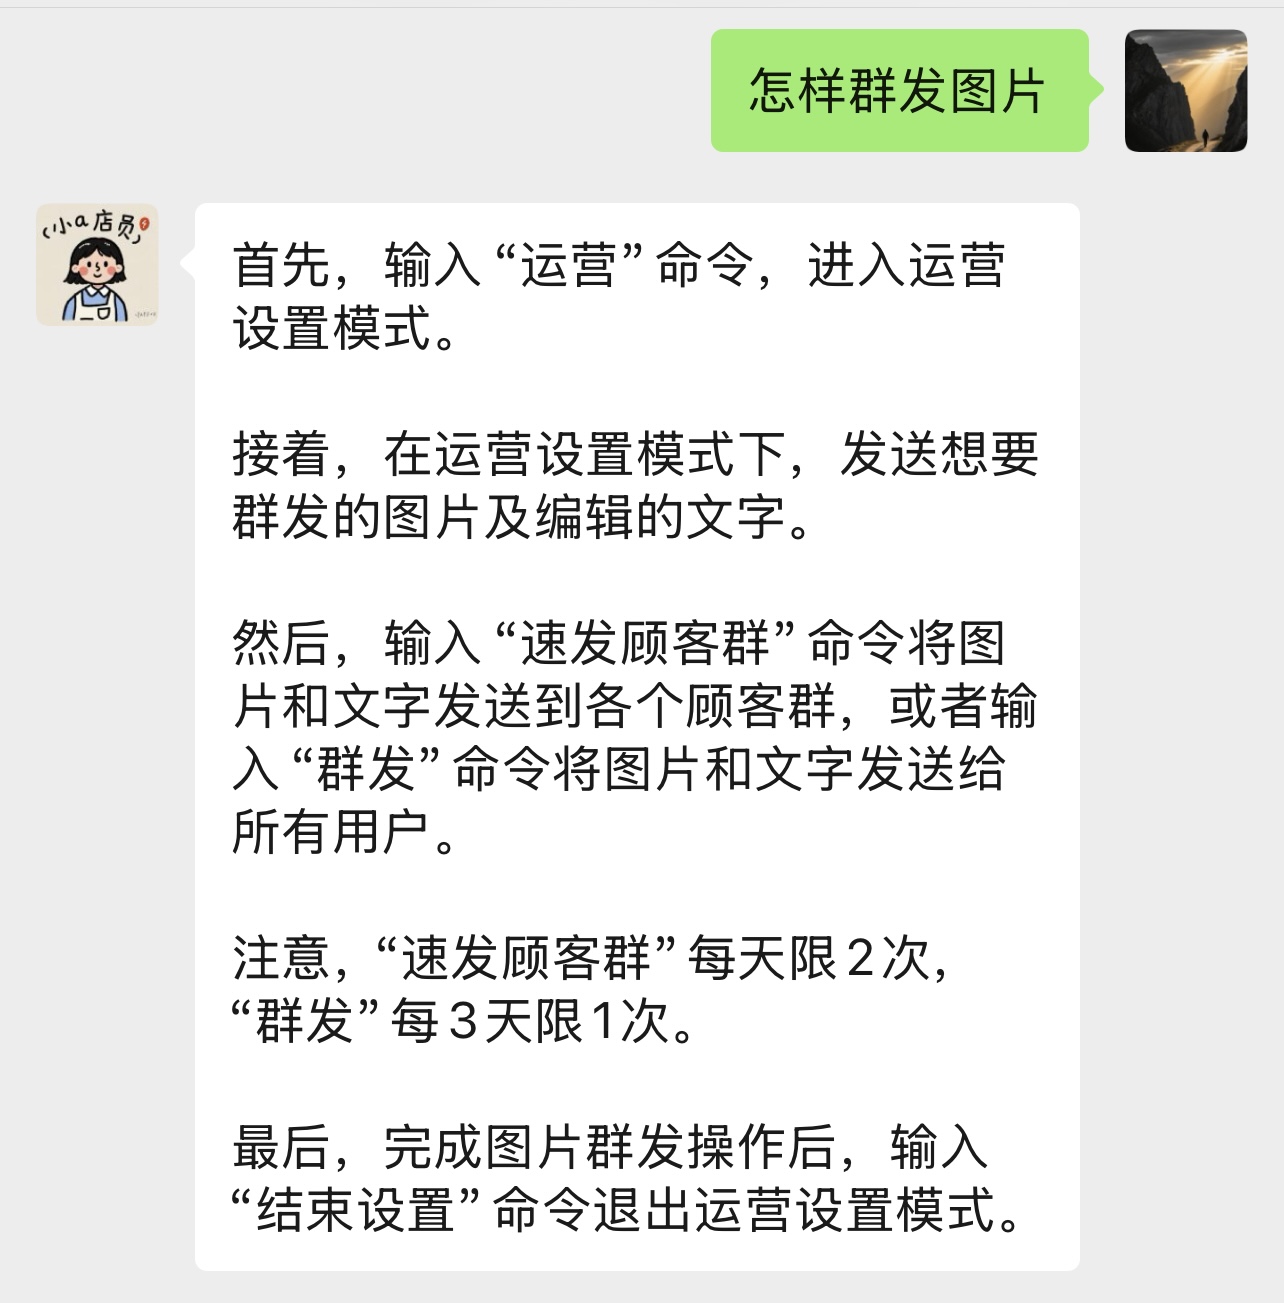 怎样群发图片
小a店员
首先，输入“运营”命令，进入运营
设置模式。
接着，在运营设置模式下，发送想要
群发的图片及编辑的文字。
然后，输入“速发顾客群”命令将图
片和文字发送到各个顾客群，或者输
入“群发”命令将图片和文字发送给
所有用户。
注意，“速发顾客群”每天限2次，
“群发”每3天限1次。
最后，完成图片群发操作后，输入
“结束设置”命令退出运营设置模式。